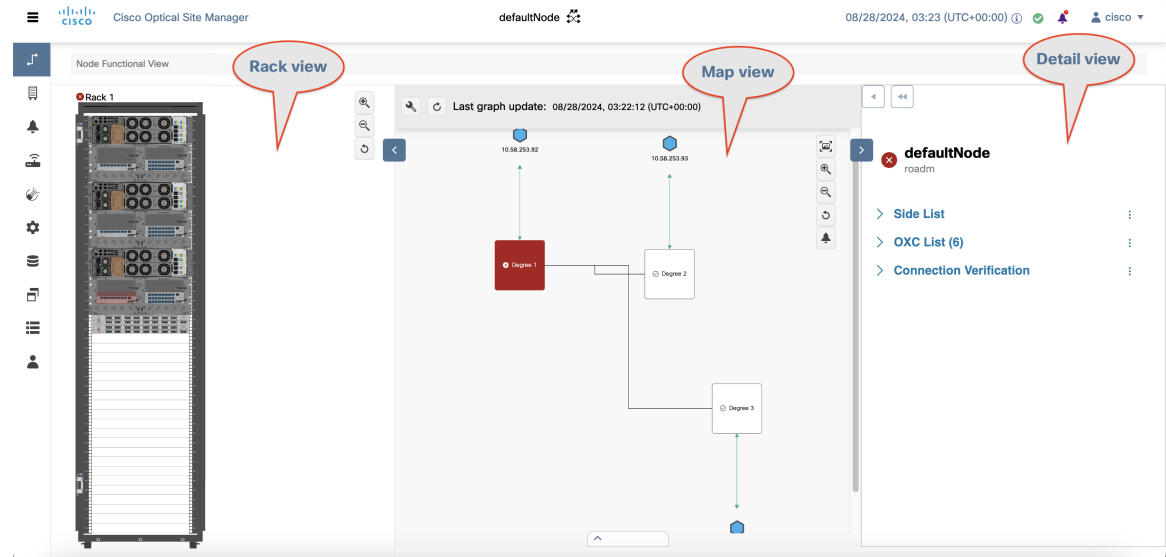 cisco
Cisco Optical Site Manager
defaultNode
08/28/2024, 03:23 (UTC+00:00)
cisco
Node Functional View
Rack view
Map view
Detail view
Rack 1
Last graph update: 08/28/2024, 03:22:12 (UTC+00:00)
10.58.253.92
10.58.253.93
defaultNode
roadm
Side List
OXC List (6)
Connection Verification
Degree 1
Degree 2
Degree 3